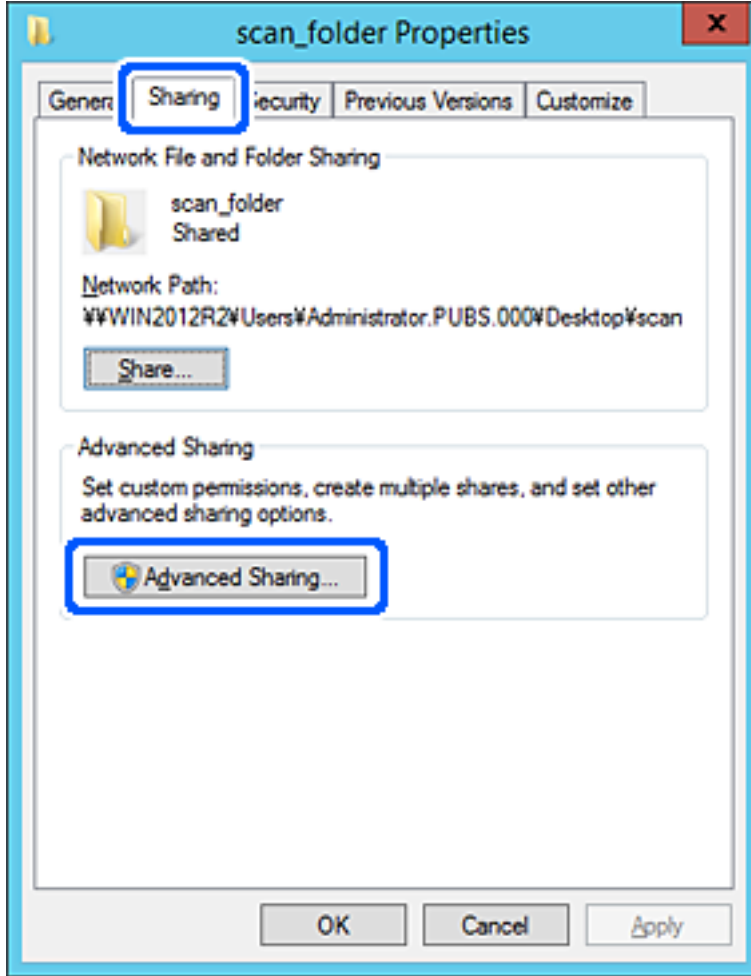 scan_folder Properties
x
Genera Sharing Security Previous Versions Customize
Network File and Folder Sharing
scan_folder
Shared
Network Path:
¥¥WIN2012R2¥Users¥Administrator.PUBS.000¥Desktop¥scan
Share...
Advanced Sharing
Set custom permissions, create multiple shares, and set other
advanced sharing options.
Advanced Sharing...
OK Cancel Apply